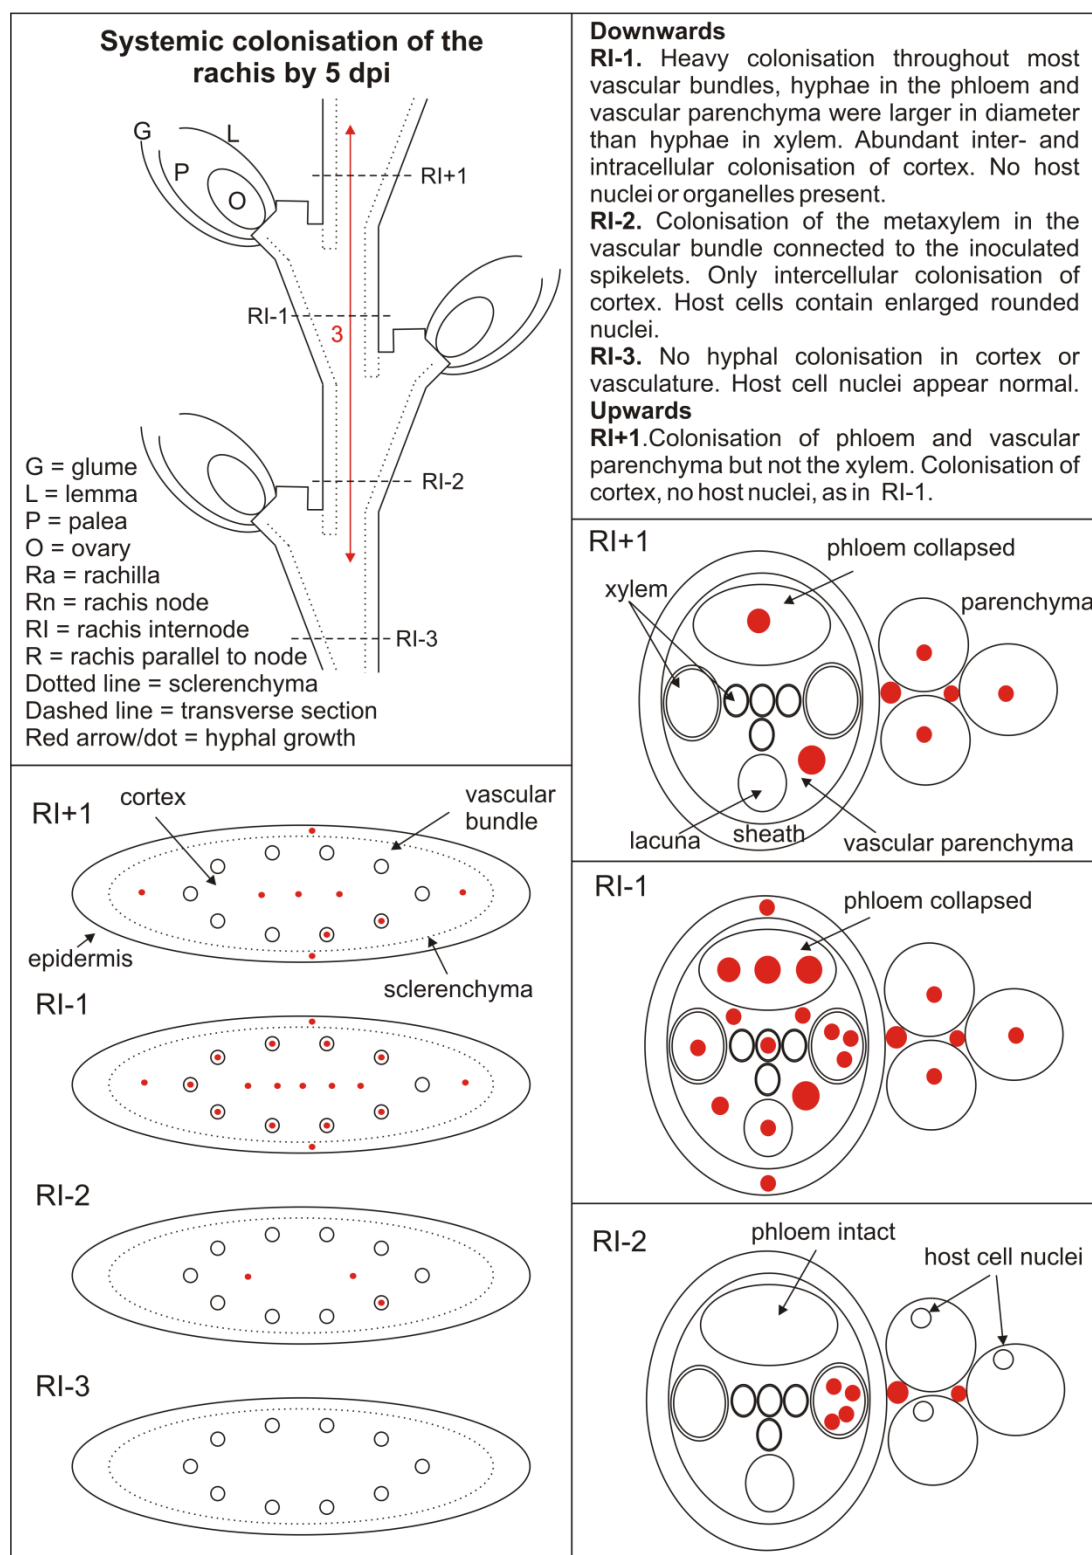 Systemic colonisation of the
rachis by 5 dpi
G
L
P
O
RI+1
RI-1
3
RI-2
RI-3
G = glume
L = lemma
P = palea
O = ovary
Ra = rachilla
Rn = rachis node
RI = rachis internode
R = rachis parallel to node
Dotted line = sclerenchyma
Dashed line = transverse section
Red arrow/dot = hyphal growth
Downwards
RI-1. Heavy colonisation throughout most
vascular bundles, hyphae in the phloem and
vascular parenchyma were larger in diameter
than hyphae in xylem. Abundant inter- and
intracellular colonisation of cortex. No host
nuclei or organelles present.
RI-2. Colonisation of the metaxylem in the
vascular bundle connected to the inoculated
spikelets. Only intercellular colonisation of
cortex. Host cells contain enlarged rounded
nuclei.
RI-3. No hyphal colonisation in cortex or
vasculature. Host cell nuclei appear normal.
Upwards
RI+1.Colonisation of phloem and vascular
parenchyma but not the xylem. Colonisation of
cortex, no host nuclei, as in RI-1.
RI+1
cortex
vascular
bundle
epidermis
sclerenchyma
RI-1
RI-2
RI-3
RI+1
phloem collapsed
xylem
parenchyma
lacuna
sheath
vascular parenchyma
RI-1
phloem collapsed
RI-2
phloem intact
host cell nuclei